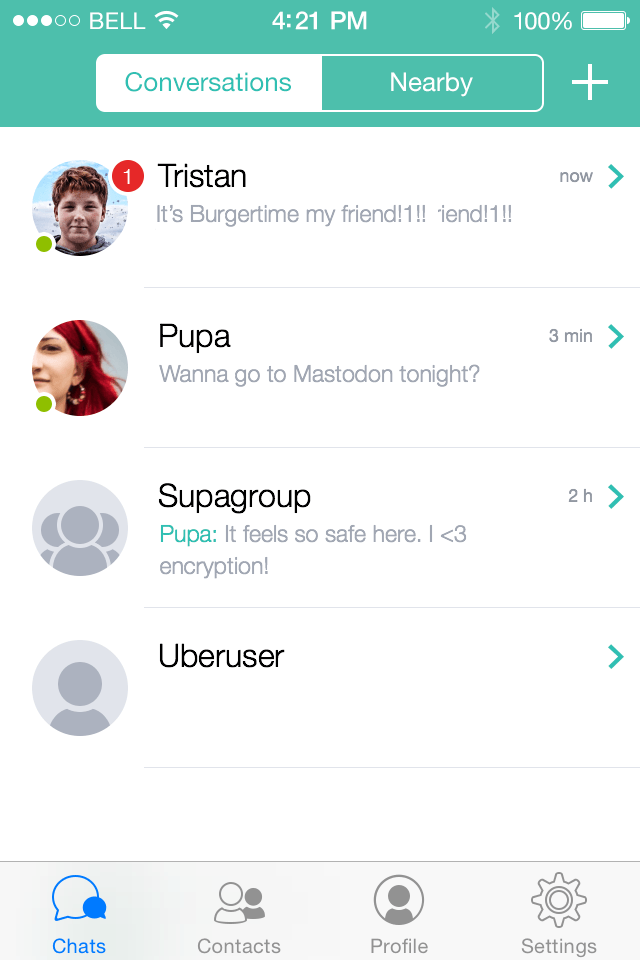 BELL 4:21 PM 100%
Conversations Nearby
1
Tristan now
It's Burgertime my friend!1!! iend!1!!
Pupa 3 min
Wanna go to Mastodon tonight?
Supagroup 2 h
Pupa: It feels so safe here. I <3
encryption!
Uberuser
Chats Contacts Profile Settings